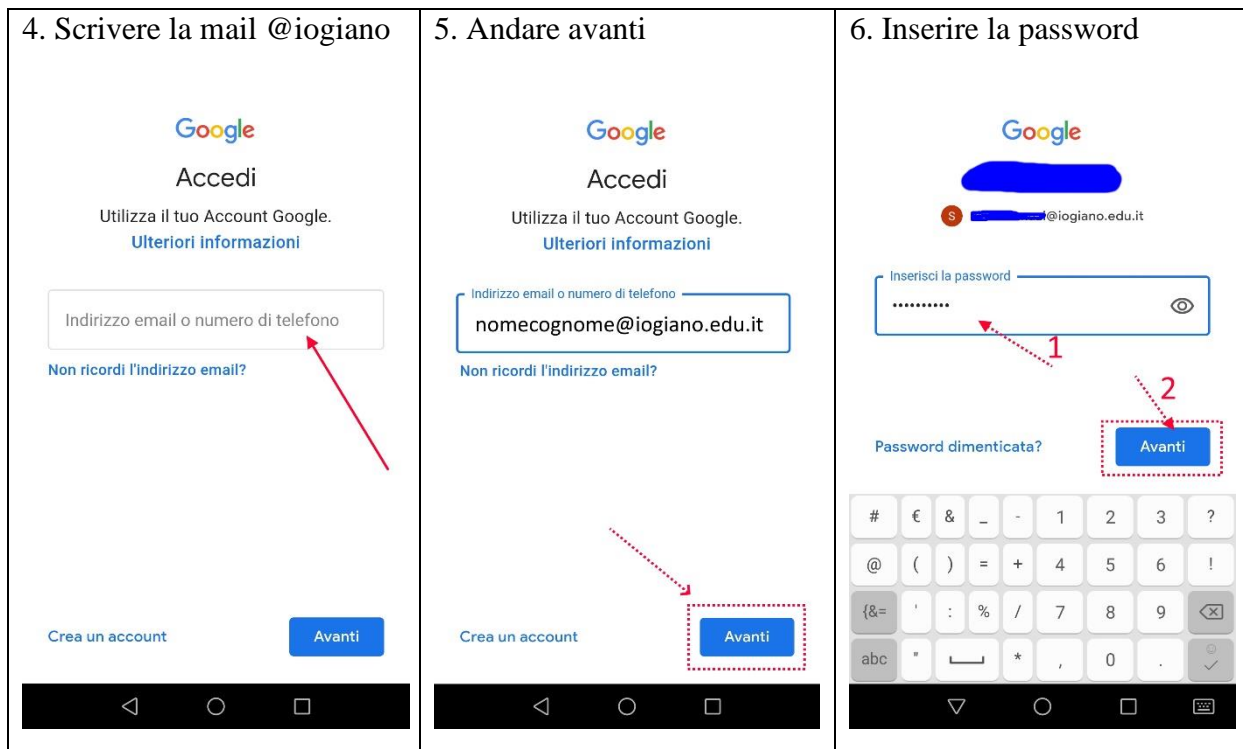 4. Scrivere la mail @iogiano
Google
Accedi
Utilizza il tuo Account Google.
Ulteriori informazioni
Indirizzo email o numero di telefono
Non ricordi l'indirizzo email?
Crea un account
Avanti
5. Andare avanti
Google
Accedi
Utilizza il tuo Account Google.
Ulteriori informazioni
Indirizzo email o numero di telefono
nomecognome@iogiano.edu.it
Non ricordi l'indirizzo email?
Crea un account
Avanti
6. Inserire la password
Google
S @iogiano.edu.it
Inserisci la password
••••••••••
1
2
Password dimenticata?
Avanti
# € & _ - 1 2 3 ?
@ ( ) = + 4 5 6 !
{&= ' : % / 7 8 9
abc " * , 0 .